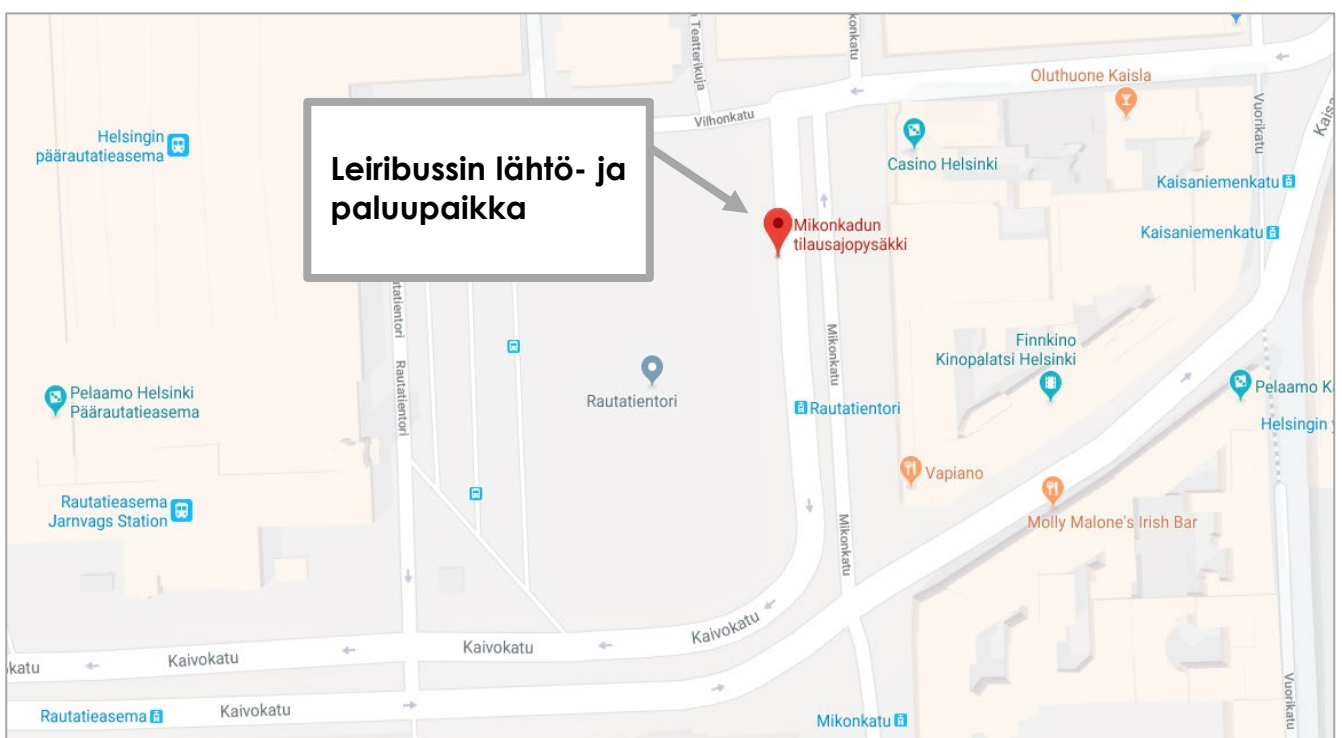 Leiribussin lähtö- ja
paluupaikka
Teatterikuja
Vilhonkatu
Oluthuone Kaisla
Vuorikatu
Helsingin
päärautatieasema
Casino Helsinki
Kaisaniemenkatu
Kaisaniemenkatu
Mikonkadun
tilausajopysäkki
Mikonkatu
Finnkino
Kinopalatsi Helsinki
Rautatientori
Rautatientori
Rautatientori
Pelaamo Helsinki
Päärautatieasema
Pelaamo
Helsingin
Vapiano
Rautatieasema
Jarnvags Station
Molly Malone's Irish Bar
Mikonkatu
Kaivokatu
Kaivokatu
Kaivokatu
Kaivokatu
Rautatieasema
Mikonkatu
Vuorikatu